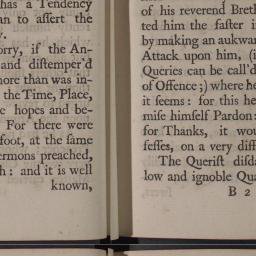 has a Tendency
an to aſſert the
y.
orry, if the An-
and diſtemper'd
more than was in-
the Time, Place,
e hopes and be-
For there were
foot, at the ſame
ermons preached,
h: and it is well
known,
of his reverend Breth
ted him the faſter i
by making an aukwar
Attack upon him, (i
Queries can be call'd
of Offence;) where he
it ſeems: for this he
miſe himſelf Pardon:
for Thanks, it wou
feſſes, on a very diff
The Queriſt diſda
low and ignoble Qua
B 2